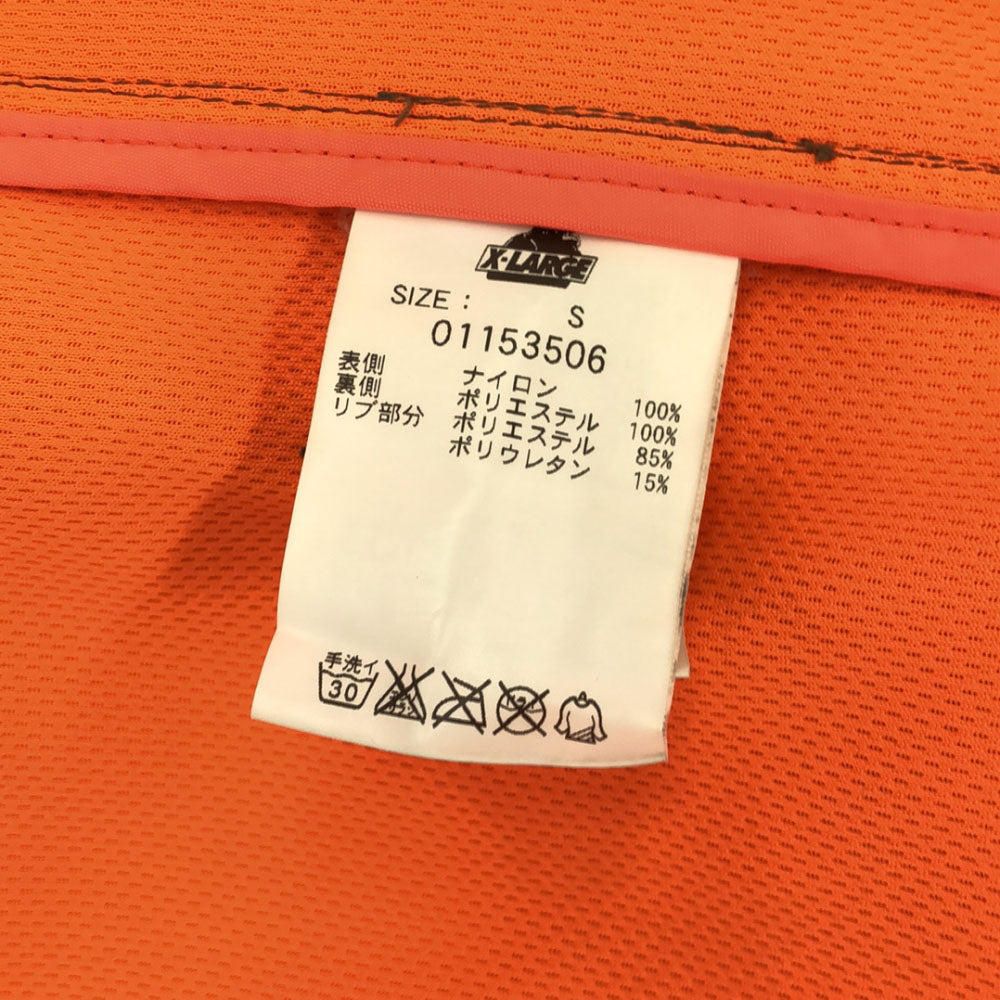 X-LARGE
SIZE : S
01153506
表側 ナイロン 100%
裏側 ポリエステル 100%
リブ部分 ポリエステル 85%
ポリウレタン 15%
手洗イ
30